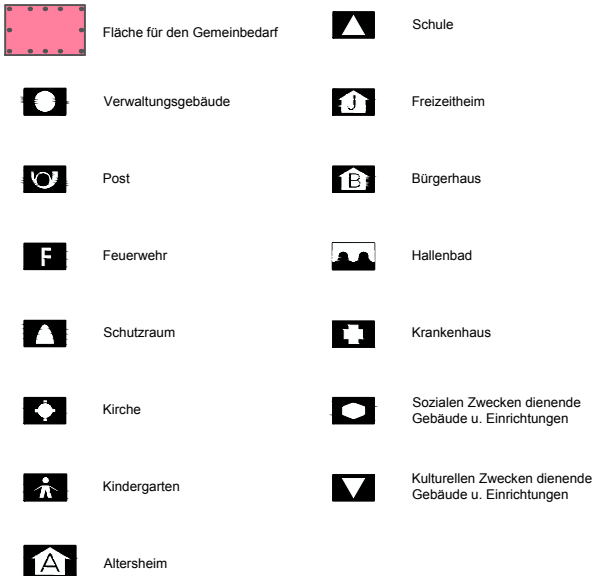 Fläche für den Gemeinbedarf
Verwaltungsgebäude
Post
F
Feuerwehr
Schutzraum
Kirche
Kindergarten
A
Altersheim
Schule
J
Freizeitheim
B
Bürgerhaus
Hallenbad
Krankenhaus
Sozialen Zwecken dienende
Gebäude u. Einrichtungen
Kulturellen Zwecken dienende
Gebäude u. Einrichtungen